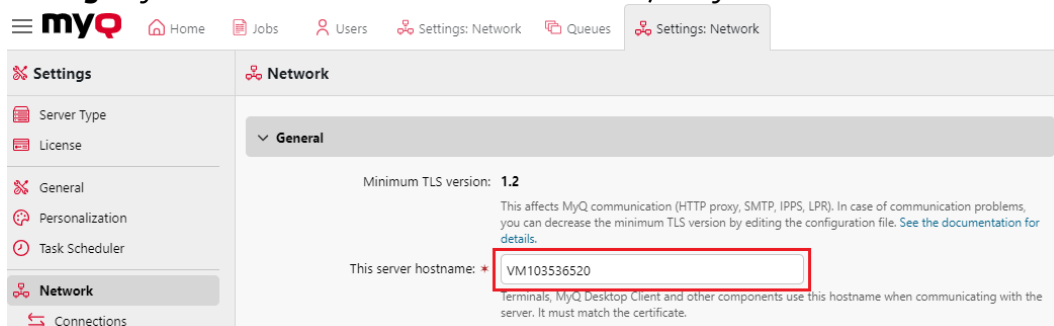 myQ
Home
Jobs
Users
Settings: Network
Queues
Settings: Network
Settings
Network
Server Type
License
General
Minimum TLS version: 1.2
This affects MyQ communication (HTTP proxy, SMTP, IPPS, LPR). In case of communication problems,
you can decrease the minimum TLS version by editing the configuration file. See the documentation for
details.
General
Personalization
Task Scheduler
This server hostname: * VM103536520
Terminals, MyQ Desktop Client and other components use this hostname when communicating with the
server. It must match the certificate.
Network
Connections